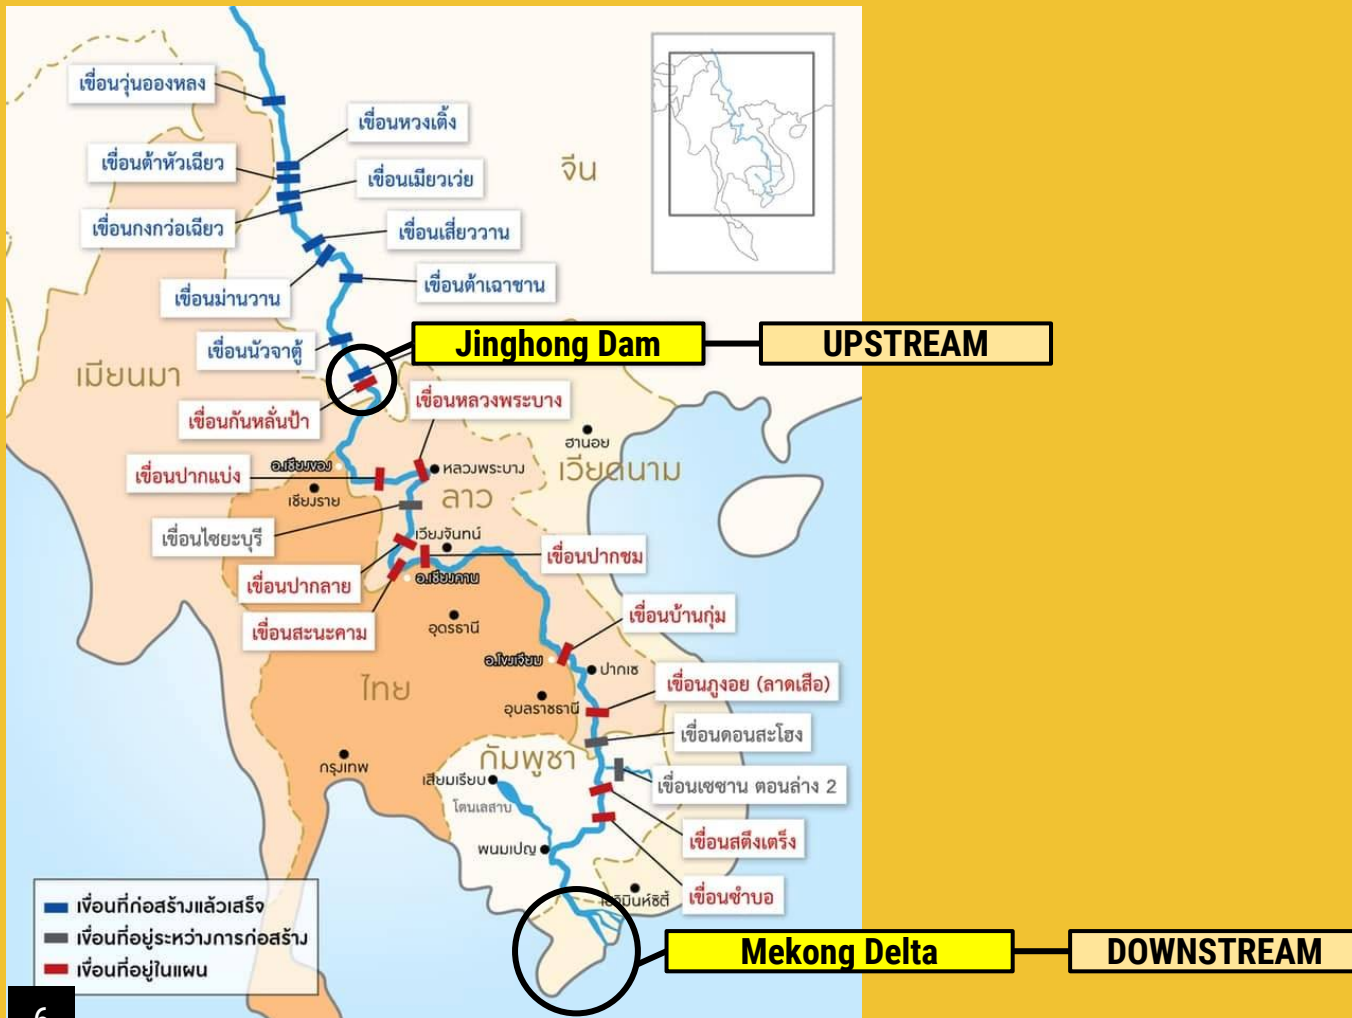 เขื่อนวุ่นอองหลง
เขื่อนหวงเติ้ง
เขื่อนต้าหัวเฉียว
จีน
เขื่อนเมียวเว่ย
เขื่อนกงกว่อเฉียว
เขื่อนเสี่ยววาน
เขื่อนม่านวาน
เขื่อนต้าเฉาชาน
เขื่อนนัวจาตู้
Jinghong Dam
UPSTREAM
เมียนมา
เขื่อนกันหลั่นป้า
เขื่อนหลวงพระบาง
ฮานอย
เวียดนาม
อ.เชียงของ
หลวงพระบาง
เขื่อนปากแบ่ง
เชียงราย
ลาว
เขื่อนไซยะบุรี
เวียงจันทน์
เขื่อนปากชม
เขื่อนปากลาย
อ.เชียงคาน
เขื่อนสะนะคาม
อุดรธานี
เขื่อนบ้านกุ่ม
อ.โขงเจียม
ปากเซ
ไทย
เขื่อนภูงอย (ลาดเสือ)
อุบลราชธานี
เขื่อนดอนสะโฮง
กัมพูชา
กรุงเทพ
เสียมเรียบ
เขื่อนเซซาน ตอนล่าง 2
โตนเลสาบ
เขื่อนสตึงเตร็ง
พนมเปญ
เขื่อนซำบอ
โฮจิมินห์ซิตี้
เขื่อนที่ก่อสร้างแล้วเสร็จ
เขื่อนที่อยู่ระหว่างการก่อสร้าง
เขื่อนที่อยู่ในแผน
Mekong Delta
DOWNSTREAM
6